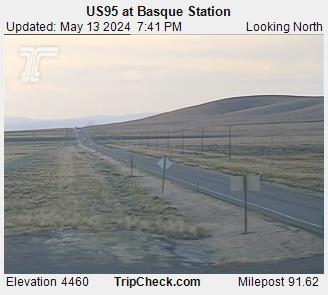 US95 at Basque Station
Updated: May 13 2024 7:41 PM Looking North
Elevation 4460 TripCheck.com Milepost 91.62